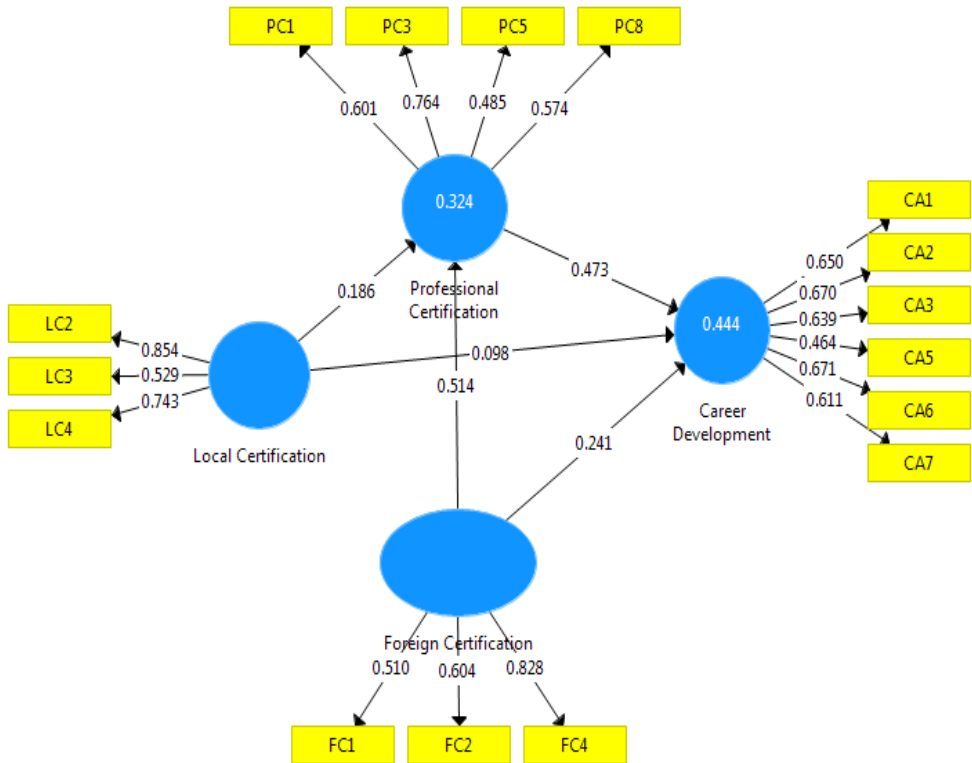 PC1 PC3 PC5 PC8
0.601 0.764 0.485 0.574
0.324
Professional
Certification
0.186
0.473
CA1
CA2
CA3
CA5
CA6
CA7
0.650
0.670
0.639
0.464
0.671
0.611
0.444
Career
Development
LC2
LC3
LC4
0.854
0.529
0.743
Local Certification
0.098
0.514
0.241
Foreign Certification
0.510 0.604 0.828
FC1 FC2 FC4